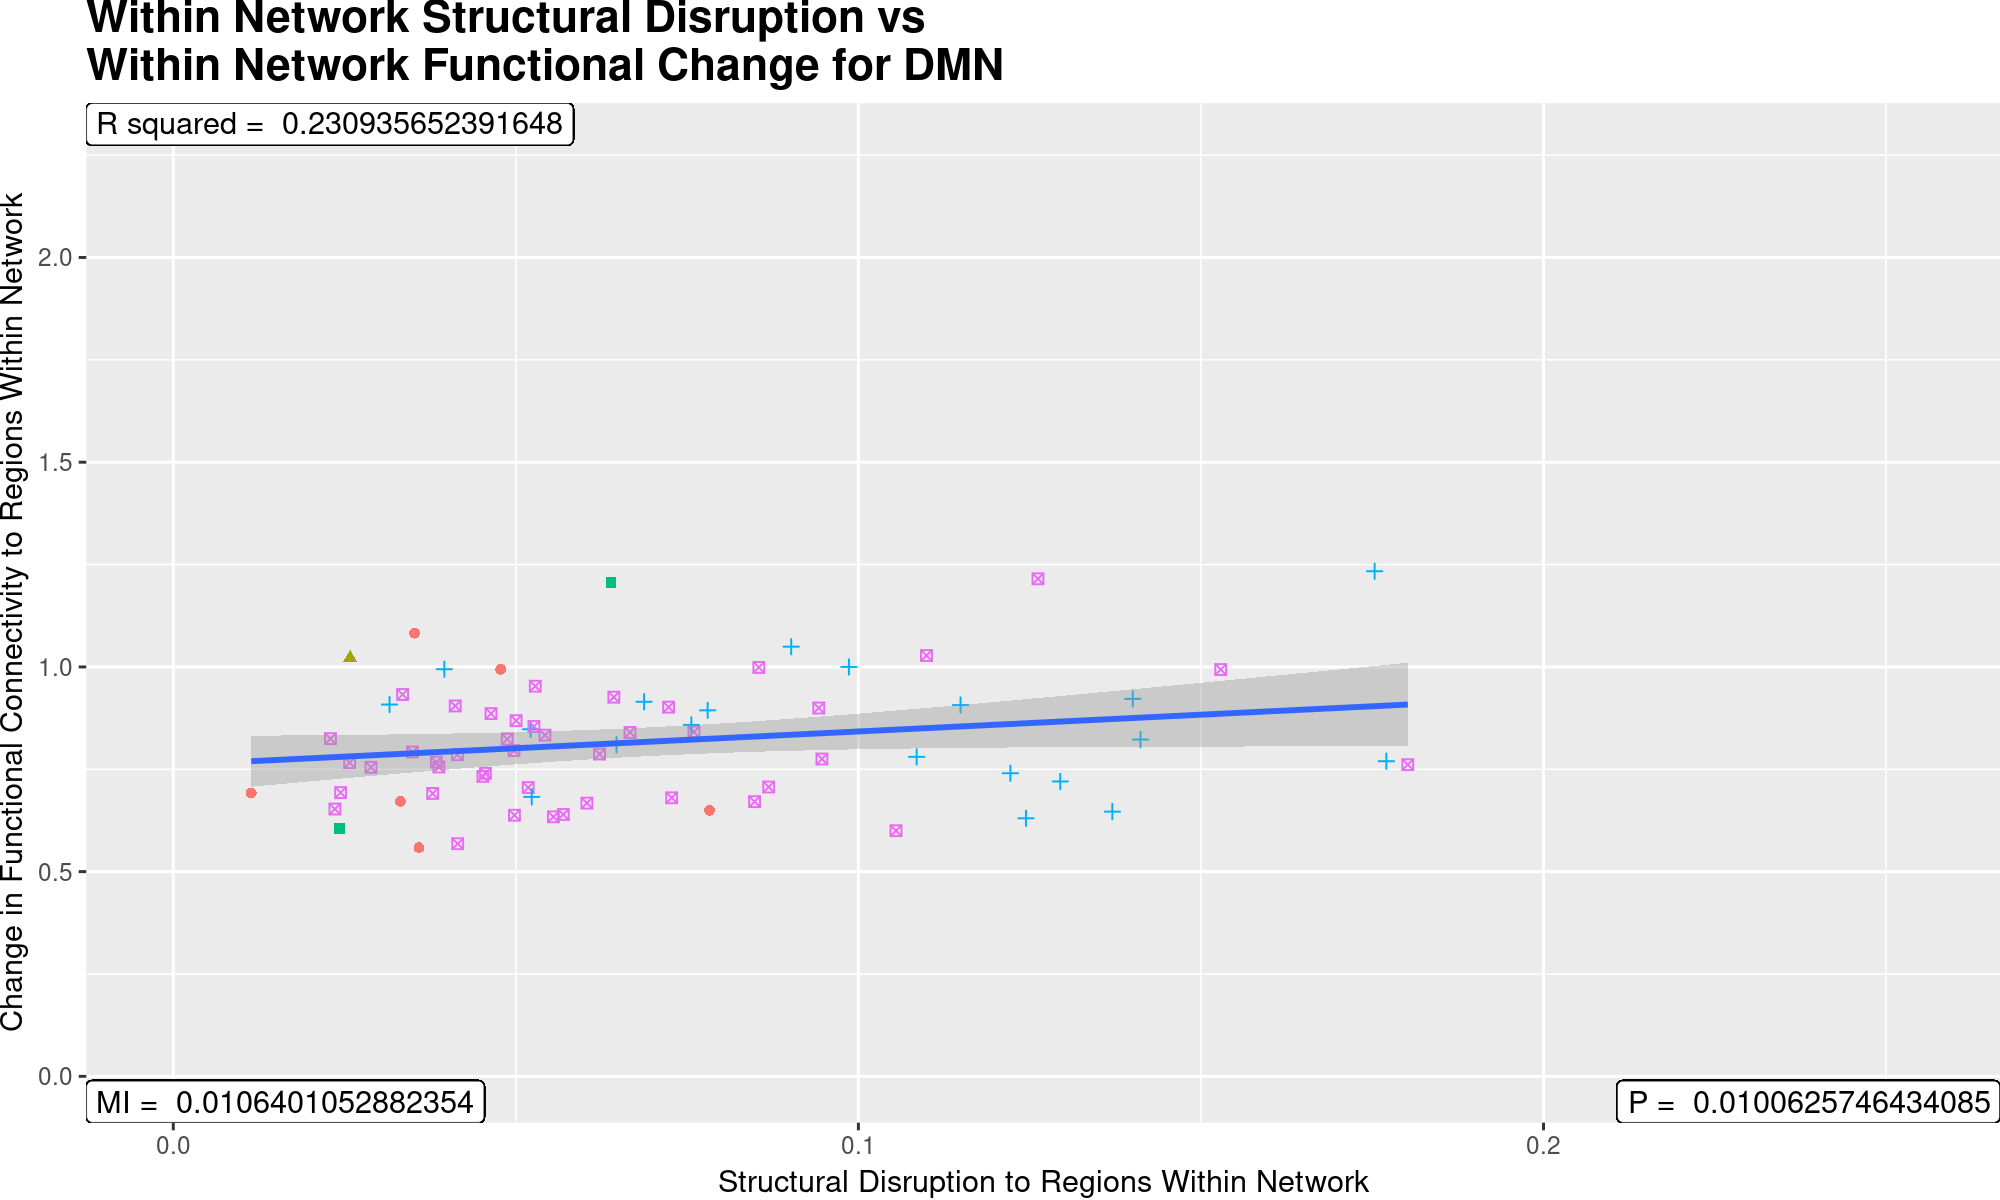 Within Network Structural Disruption vs
Within Network Functional Change for DMN
R squared =  0.230935652391648
Change in Functional Connectivity to Regions Within Network
2.0
1.5
1.0
0.5
0.0
MI =  0.0106401052882354
P =  0.0100625746434085
0.0
0.1
0.2
Structural Disruption to Regions Within Network